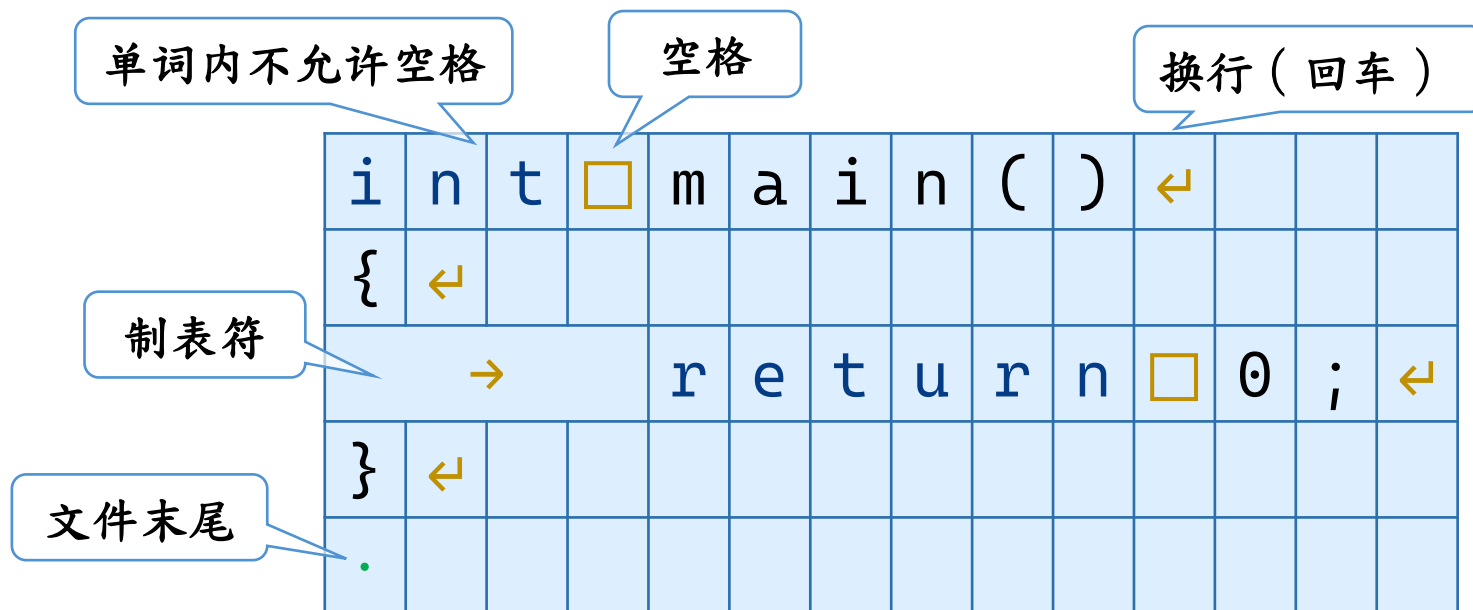 单词内不允许空格
空格
换行(回车)
int□main()↵
{↵
制表符
→return□0;↵
}↵
文件末尾
.